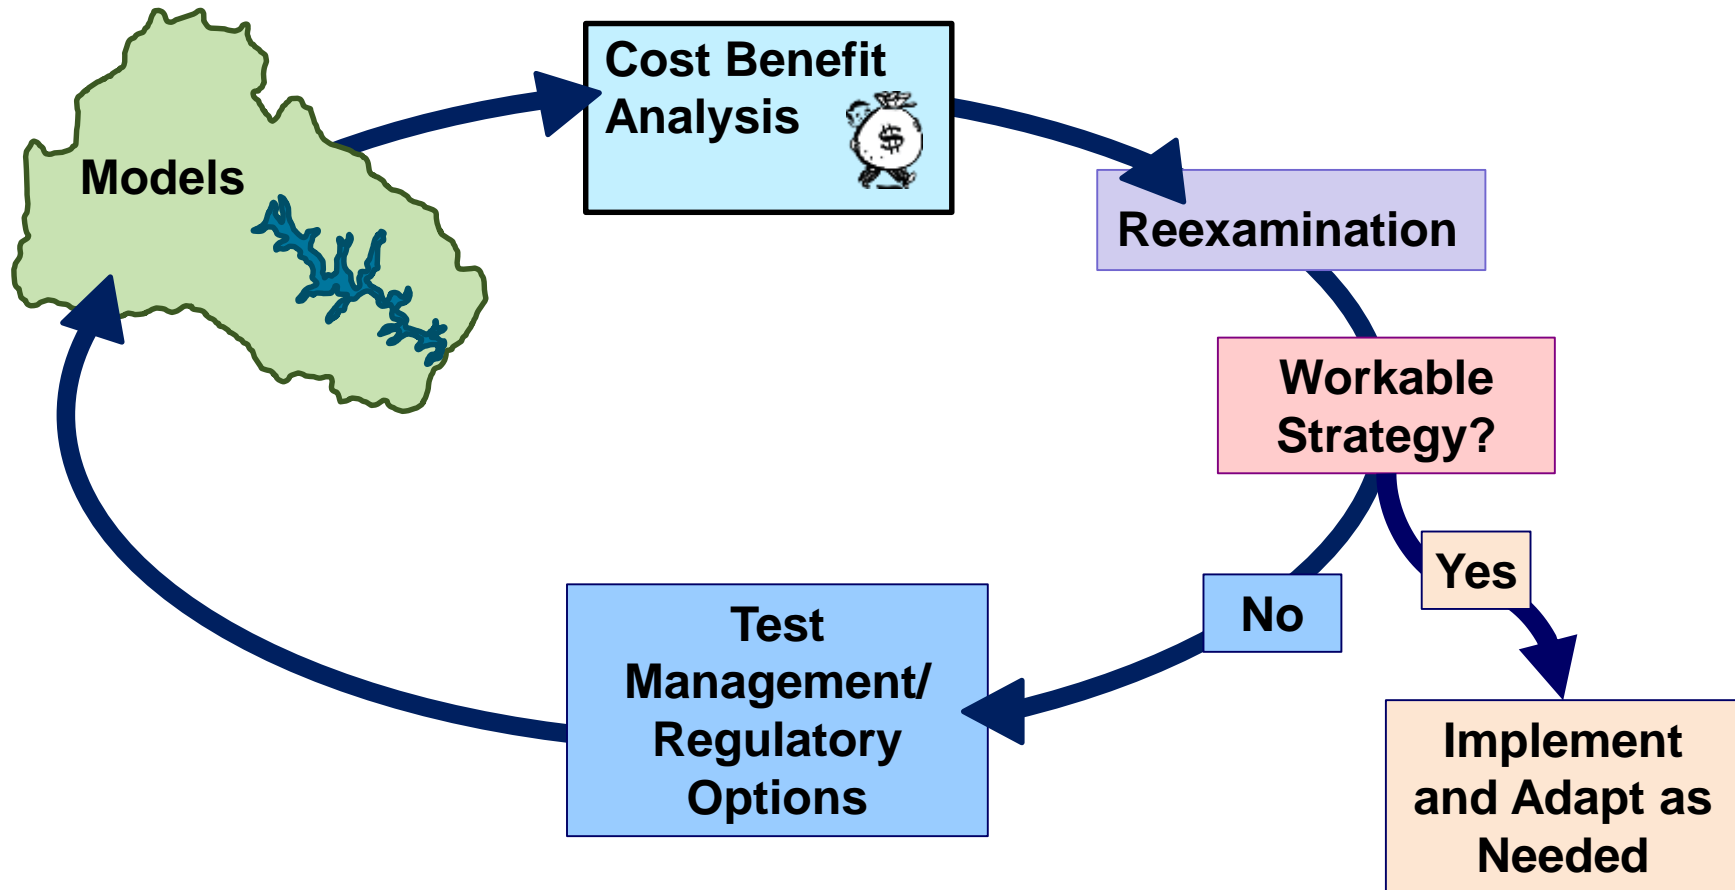 Models
Cost Benefit
Analysis
$
Reexamination
Workable
Strategy?
Yes
No
Test
Management/
Regulatory
Options
Implement
and Adapt as
Needed